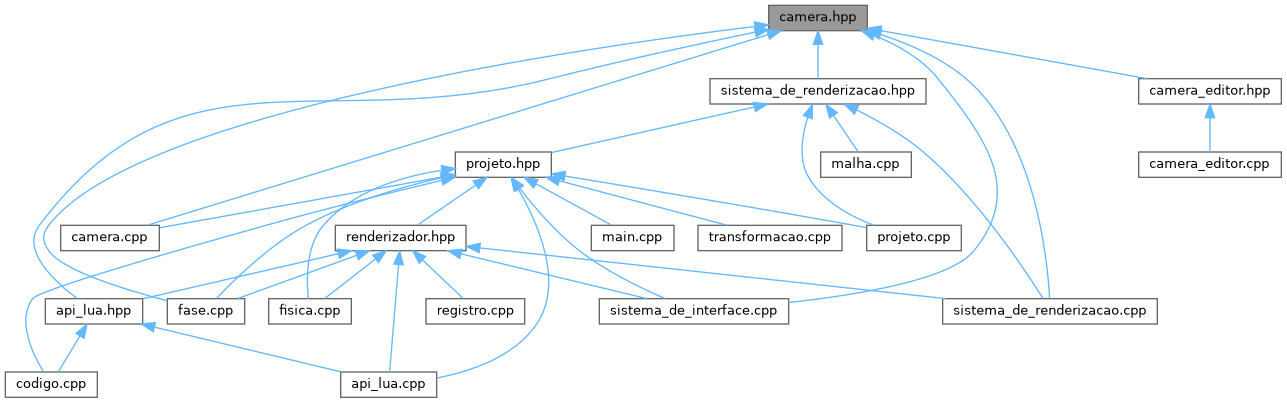 camera.hpp
sistema_de_renderizacao.hpp
camera_editor.hpp
projeto.hpp
malha.cpp
camera_editor.cpp
camera.cpp
renderizador.hpp
main.cpp
transformacao.cpp
projeto.cpp
api_lua.hpp
fase.cpp
fisica.cpp
registro.cpp
sistema_de_interface.cpp
sistema_de_renderizacao.cpp
codigo.cpp
api_lua.cpp